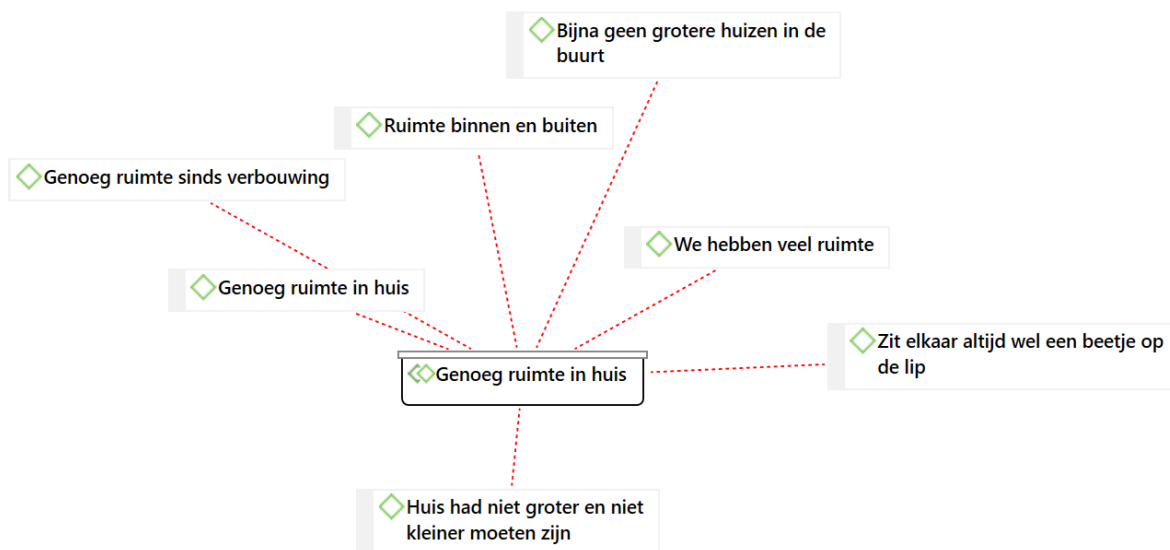 Bijna geen grotere huizen in de
buurt
Ruimte binnen en buiten
Genoeg ruimte sinds verbouwing
We hebben veel ruimte
Genoeg ruimte in huis
Zit elkaar altijd wel een beetje op
de lip
Genoeg ruimte in huis
Huis had niet groter en niet
kleiner moeten zijn